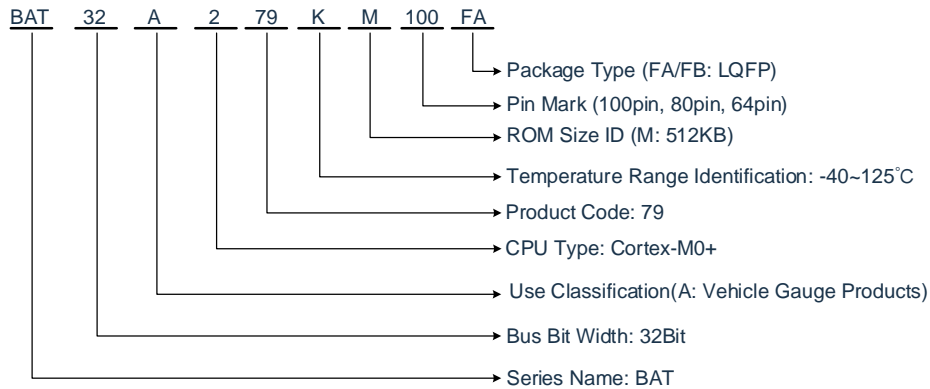 BAT 32 A 2 79 K M 100 FA
Package Type (FA/FB: LQFP)
Pin Mark (100pin, 80pin, 64pin)
ROM Size ID (M: 512KB)
Temperature Range Identification: -40~125℃
Product Code: 79
CPU Type: Cortex-M0+
Use Classification(A: Vehicle Gauge Products)
Bus Bit Width: 32Bit
Series Name: BAT